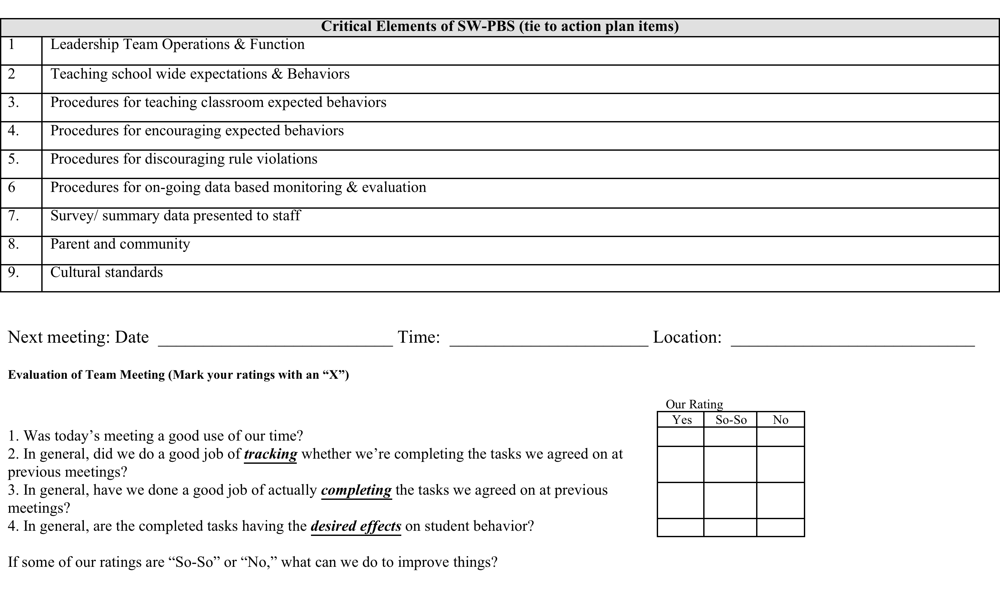 Critical Elements of SW-PBS (tie to action plan items)
1 Leadership Team Operations & Function
2 Teaching school wide expectations & Behaviors
3. Procedures for teaching classroom expected behaviors
4. Procedures for encouraging expected behaviors
5. Procedures for discouraging rule violations
6 Procedures for on-going data based monitoring & evaluation
7. Survey/ summary data presented to staff
8. Parent and community
9. Cultural standards
Next meeting: Date __________________________ Time: ______________________ Location: ___________________________
Evaluation of Team Meeting (Mark your ratings with an “X”)
Our Rating
Yes So-So No
1. Was today’s meeting a good use of our time?
2. In general, did we do a good job of tracking whether we’re completing the tasks we agreed on at
previous meetings?
3. In general, have we done a good job of actually completing the tasks we agreed on at previous
meetings?
4. In general, are the completed tasks having the desired effects on student behavior?
If some of our ratings are “So-So” or “No,” what can we do to improve things?